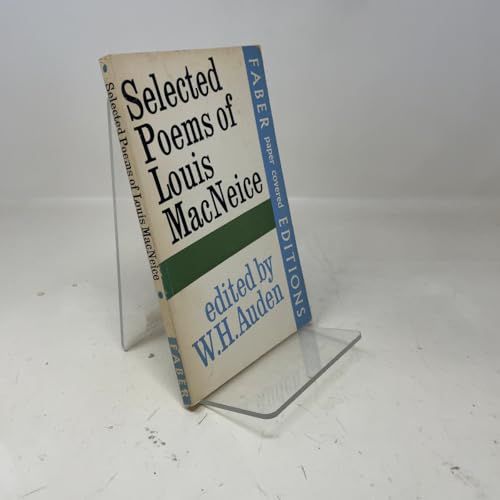 Selected
Poems of
Louis
MacNeice
edited by
W.H. Auden
FABER paper covered EDITIONS
Selected Poems of Louis MacNeice
FABER